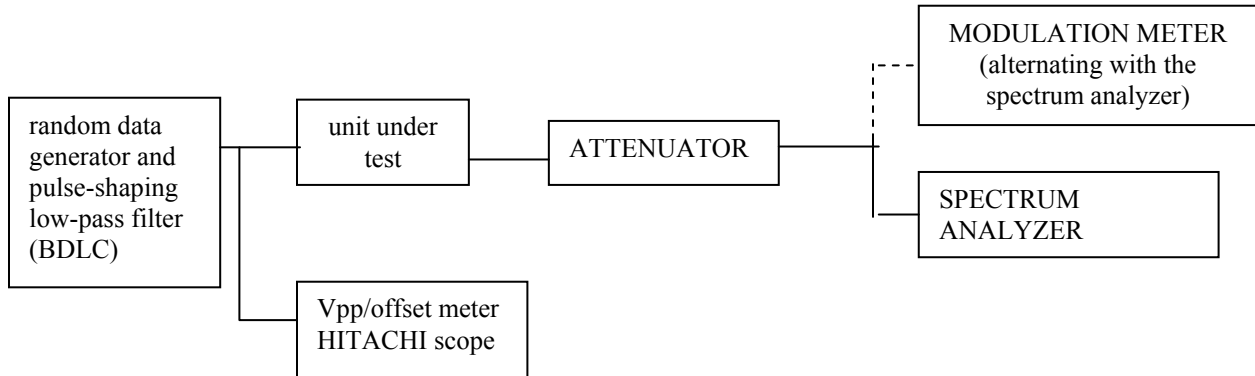 random data
generator and
pulse-shaping
low-pass filter
(BDLC)
unit under
test
Vpp/offset meter
HITACHI scope
ATTENUATOR
MODULATION METER
(alternating with the
spectrum analyzer)
SPECTRUM
ANALYZER